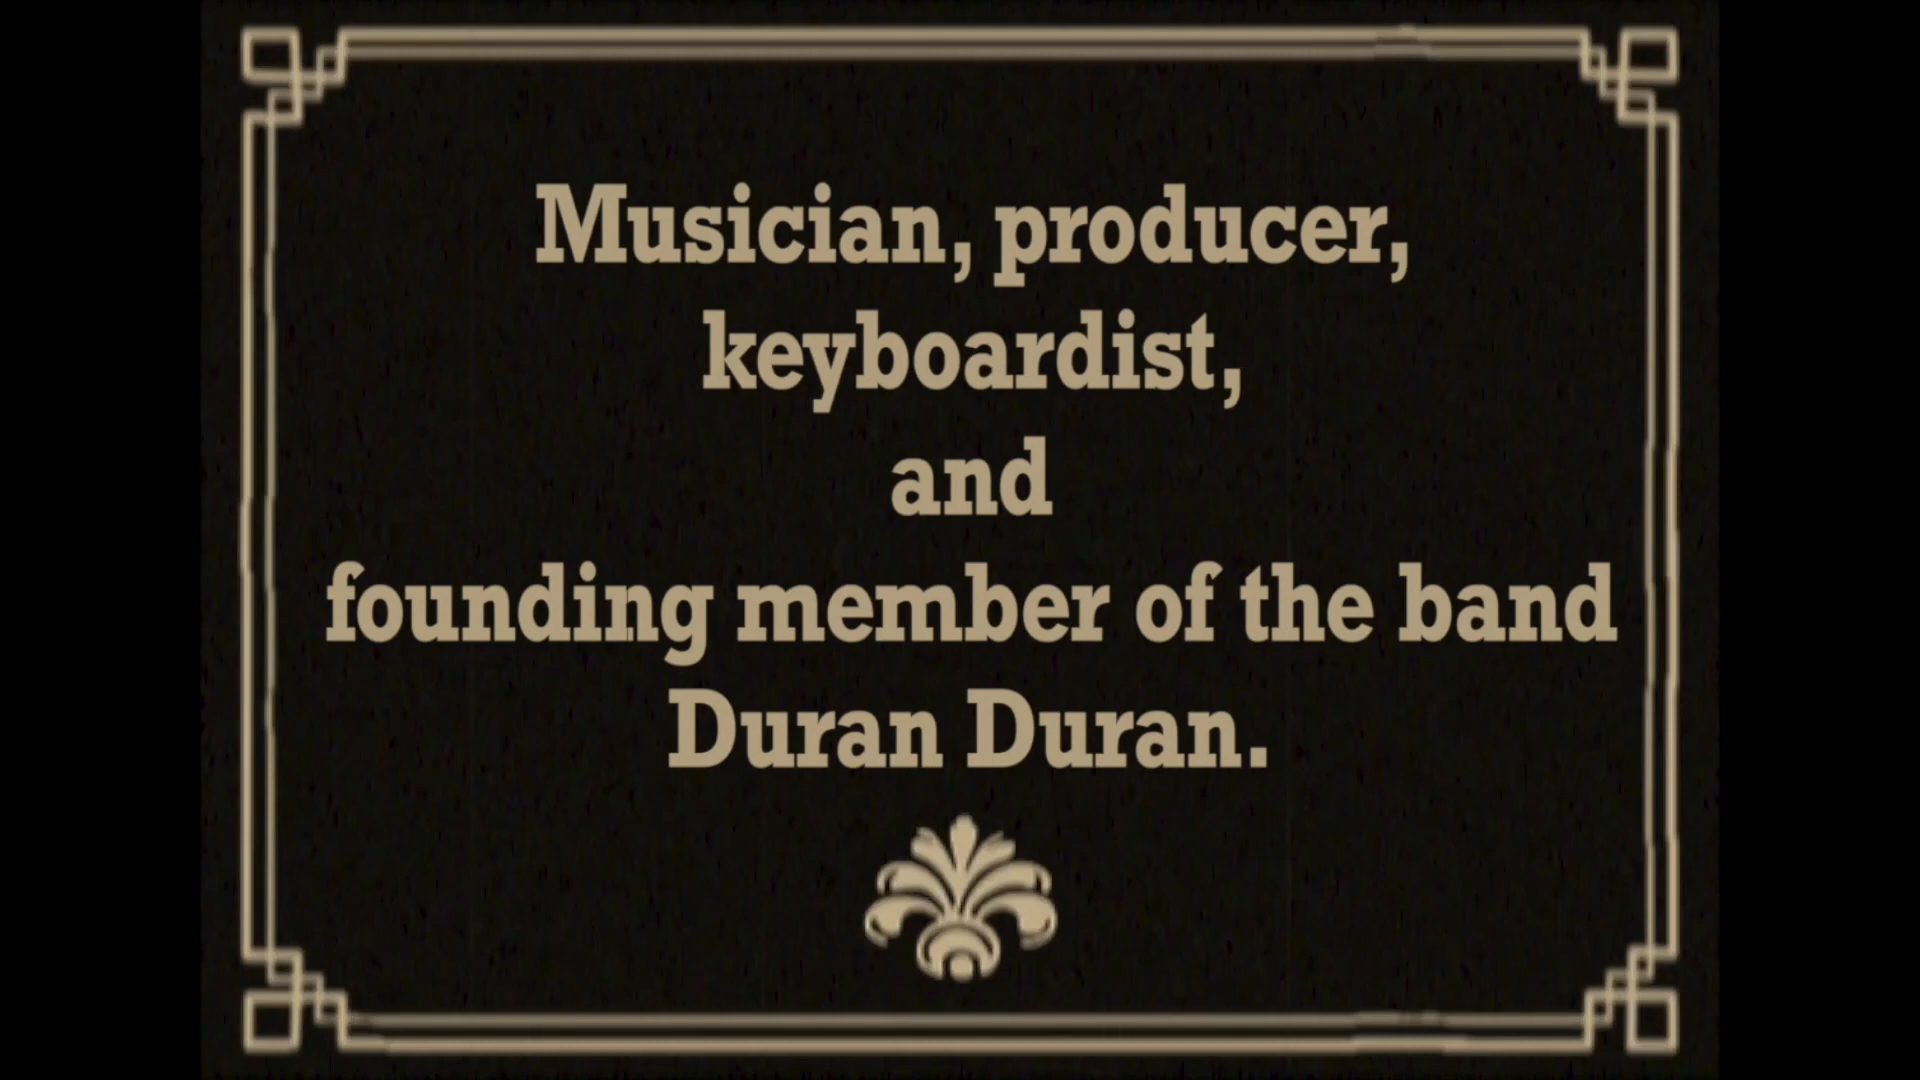 Musician, producer,
keyboardist,
and
founding member of the band
Duran Duran.